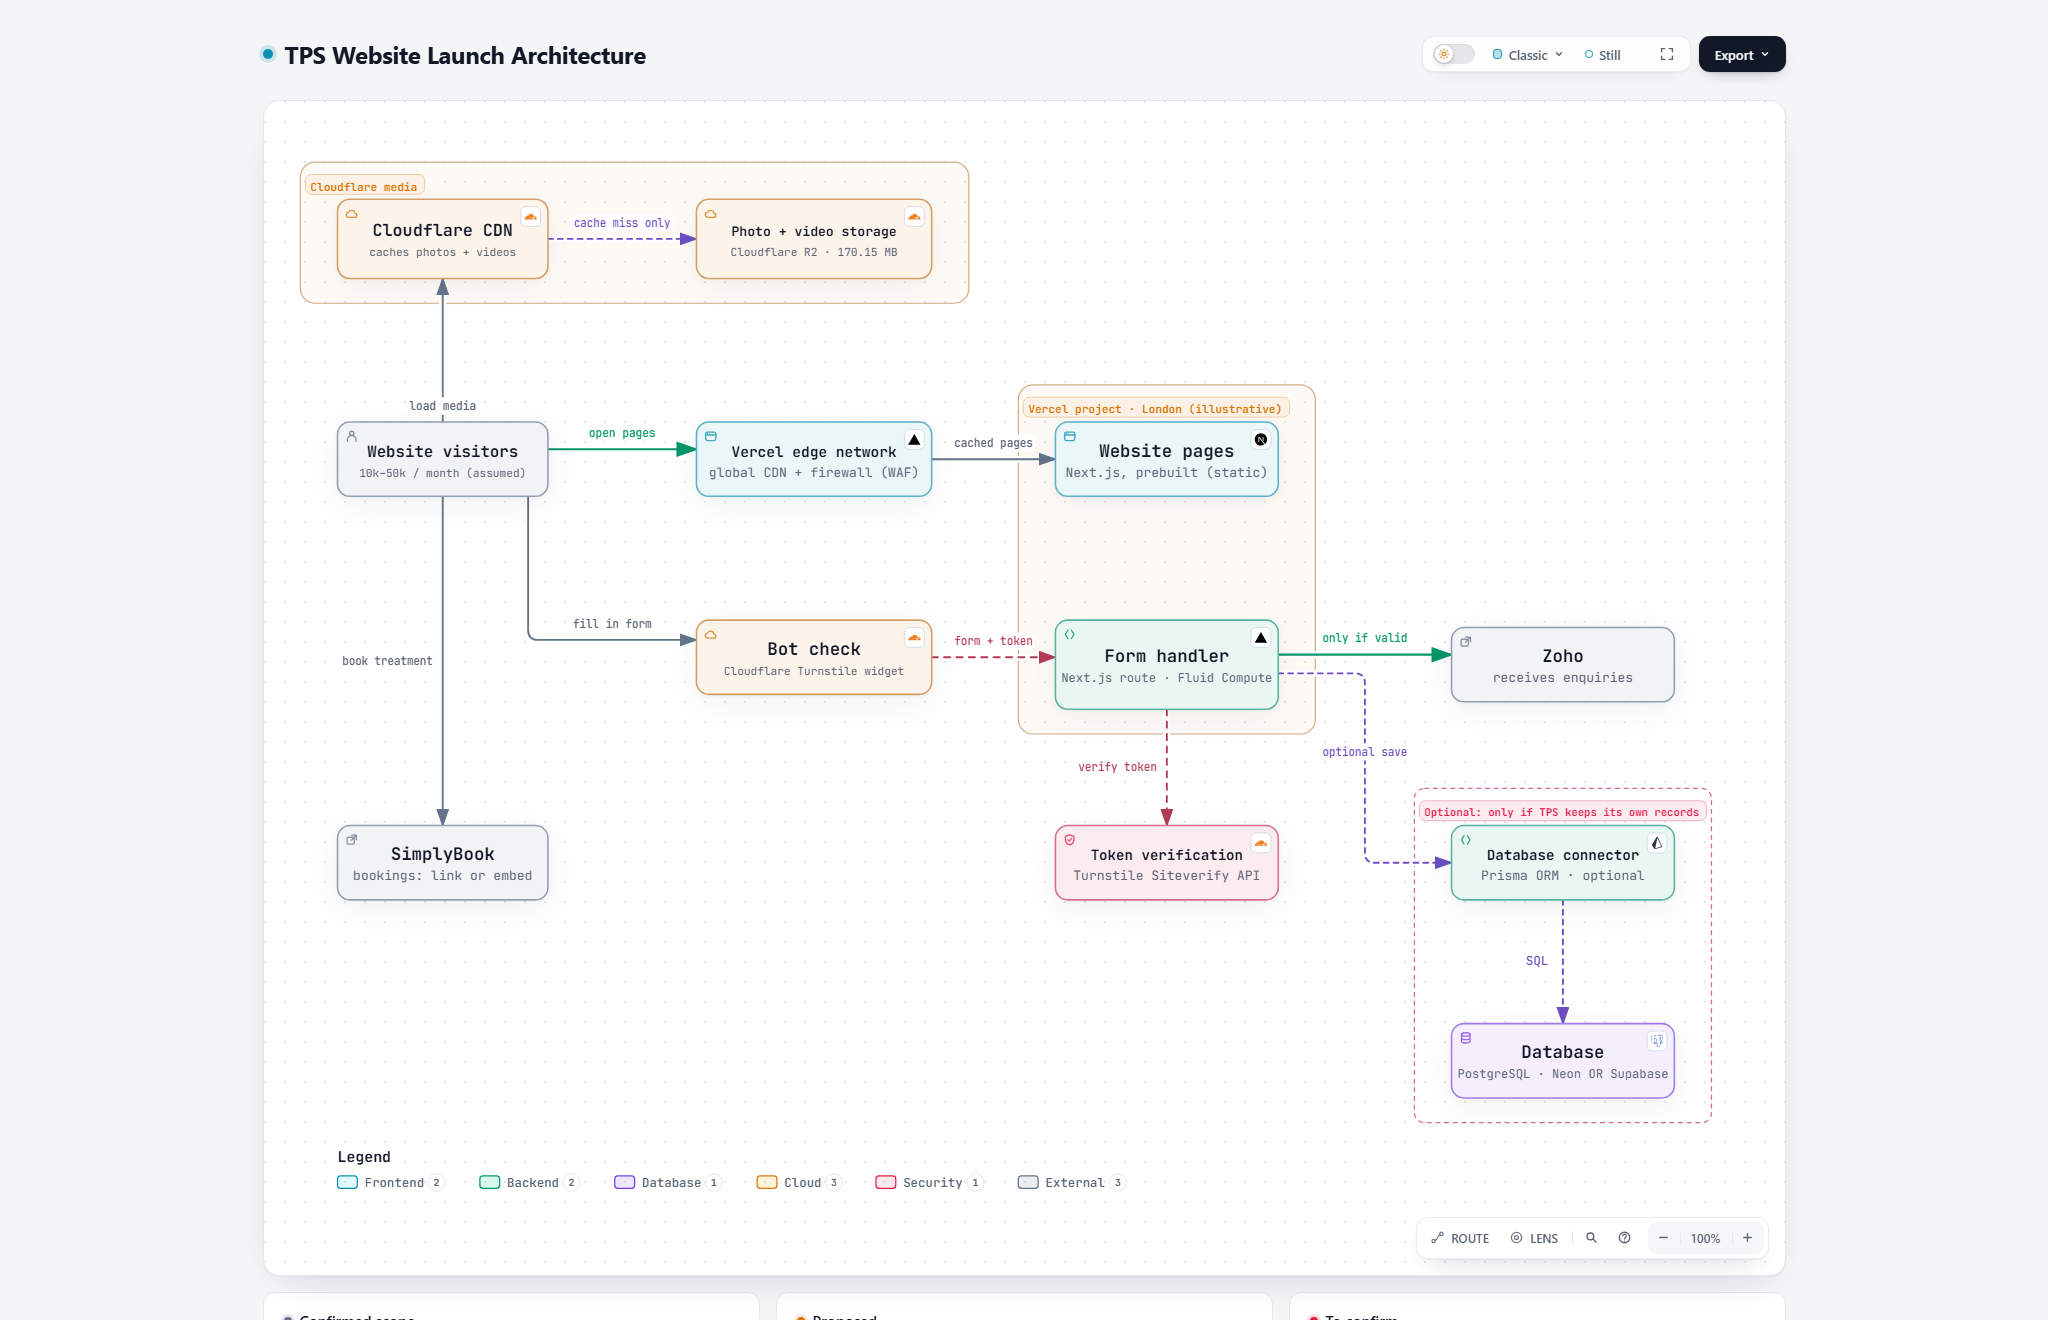 TPS Website Launch Architecture
Classic
Still
Export
Cloudflare media
Cloudflare CDN
caches photos + videos
cache miss only
Photo + video storage
Cloudflare R2 · 170.15 MB
load media
Website visitors
10k–50k / month (assumed)
open pages
Vercel edge network
global CDN + firewall (WAF)
cached pages
Vercel project · London (illustrative)
Website pages
Next.js, prebuilt (static)
fill in form
book treatment
Bot check
Cloudflare Turnstile widget
form + token
Form handler
Next.js route · Fluid Compute
only if valid
Zoho
receives enquiries
optional save
verify token
SimplyBook
bookings: link or embed
Token verification
Turnstile Siteverify API
Optional: only if TPS keeps its own records
Database connector
Prisma ORM · optional
SQL
Database
PostgreSQL · Neon OR Supabase
Legend
Frontend 2
Backend 2
Database 1
Cloud 3
Security 1
External 3
ROUTE
LENS
− 100% +
Confirmed scope
Proposed
To confirm